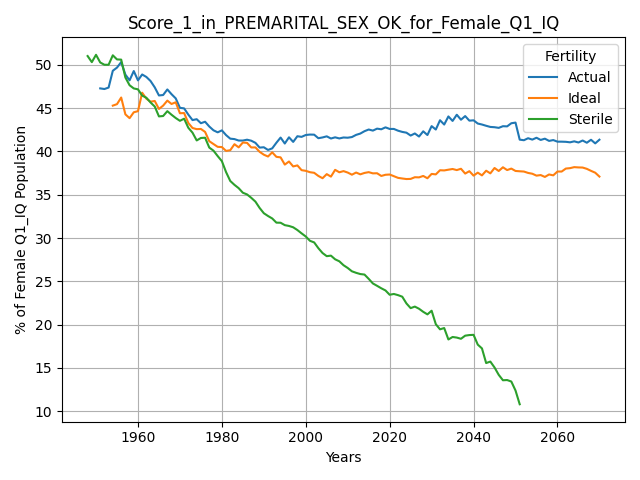 Score_1_in_PREMARITAL_SEX_OK_for_Female_Q1_IQ
Fertility
Actual
Ideal
Sterile
% of Female Q1_IQ Population
50
45
40
35
30
25
20
15
10
1960
1980
2000
2020
2040
2060
Years